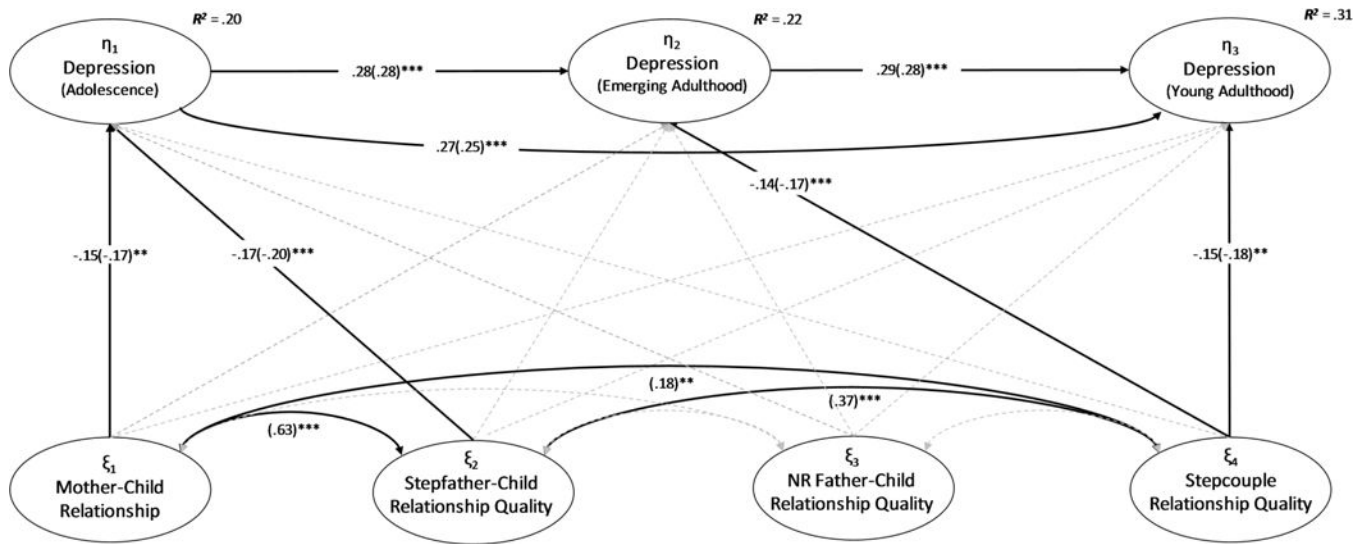 R² = .20
R² = .22
R² = .31
η₁
Depression
(Adolescence)
.28(.28)***
η₂
Depression
(Emerging Adulthood)
.29(.28)***
η₃
Depression
(Young Adulthood)
.27(.25)***
-.14(-.17)***
-.15(-.17)**
-.17(-.20)***
-.15(-.18)**
(.18)**
(.37)***
(.63)***
ξ₁
Mother-Child
Relationship
ξ₂
Stepfather-Child
Relationship Quality
ξ₃
NR Father-Child
Relationship Quality
ξ₄
Stepcouple
Relationship Quality